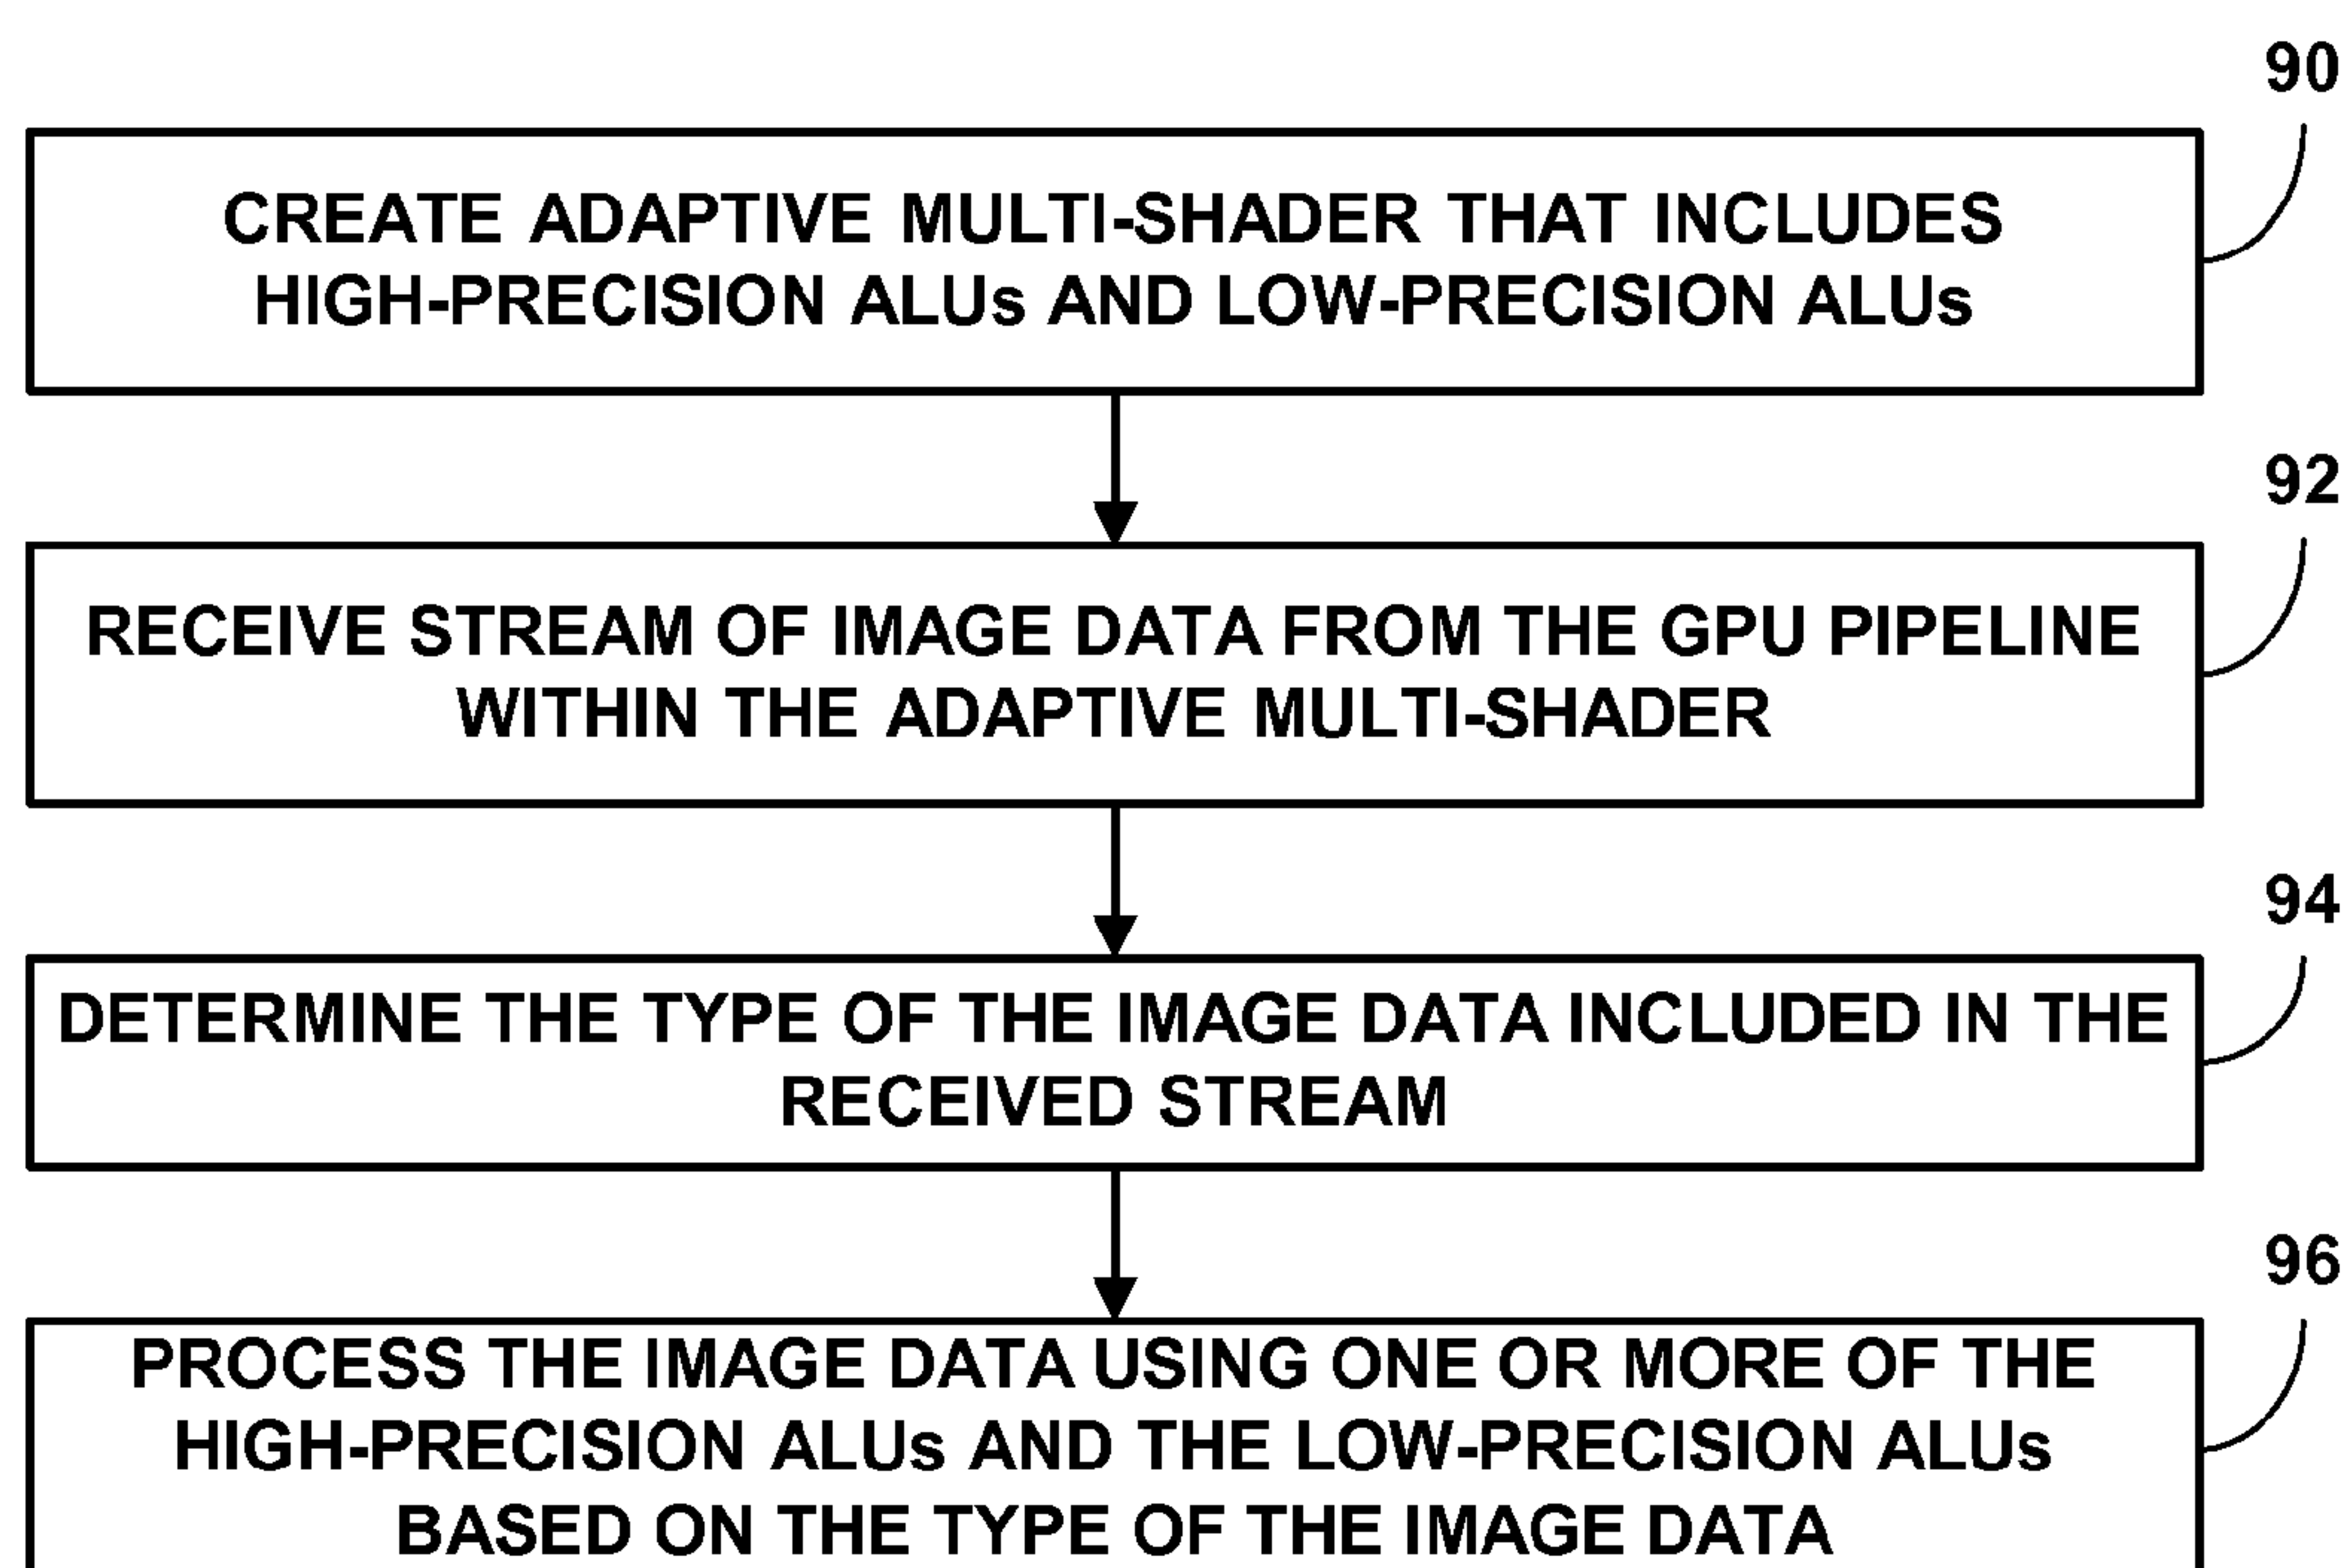 90
CREATE ADAPTIVE MULTI-SHADER THAT INCLUDES
HIGH-PRECISION ALUs AND LOW-PRECISION ALUs
92
RECEIVE STREAM OF IMAGE DATA FROM THE GPU PIPELINE
WITHIN THE ADAPTIVE MULTI-SHADER
94
DETERMINE THE TYPE OF THE IMAGE DATA INCLUDED IN THE
RECEIVED STREAM
96
PROCESS THE IMAGE DATA USING ONE OR MORE OF THE
HIGH-PRECISION ALUs AND THE LOW-PRECISION ALUs
BASED ON THE TYPE OF THE IMAGE DATA